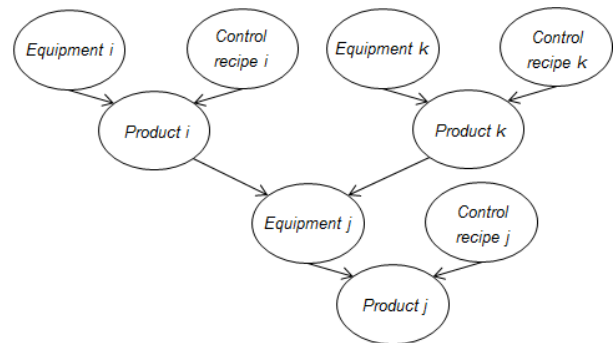 Equipment i
Control
recipe i
Equipment k
Control
recipe k
Product i
Product k
Equipment j
Control
recipe j
Product j